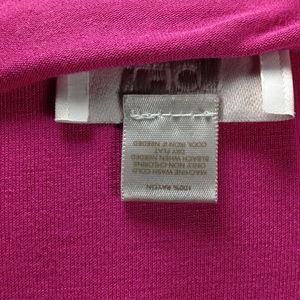 100% RAYON
MACHINE WASH COLD
ONLY NON-CHLORINE
BLEACH WHEN NEEDED
DRY FLAT
COOL IRON IF NEEDED